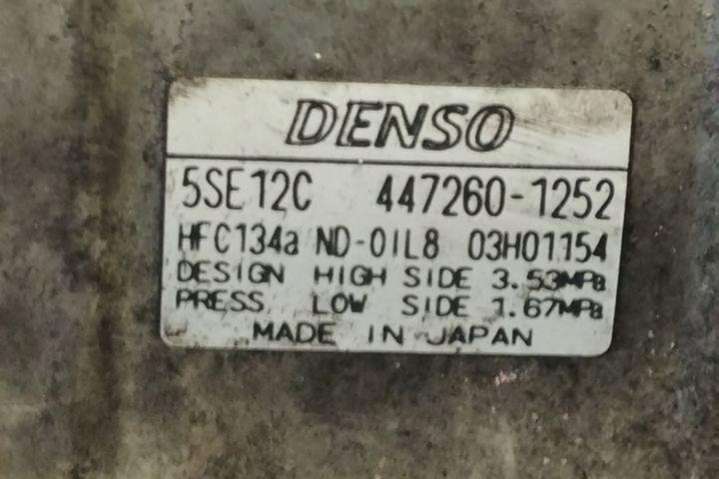 DENSO
5SE12C 447260-1252
HFC134a ND-OIL8 03H01154
DESIGN HIGH SIDE 3.53MPa
PRESS. LOW SIDE 1.67MPa
MADE IN JAPAN